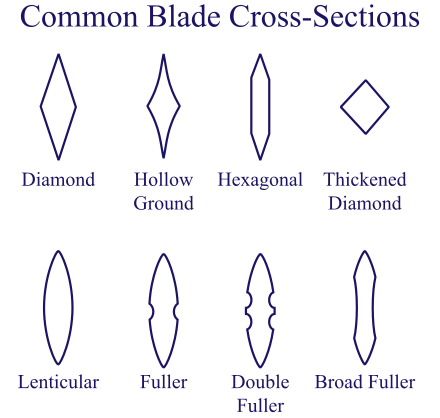 Common Blade Cross-Sections
Diamond
Hollow
Ground
Hexagonal
Thickened
Diamond
Lenticular
Fuller
Double
Fuller
Broad Fuller